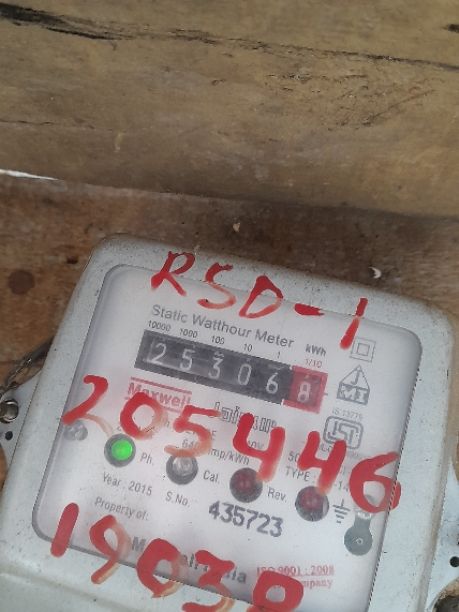 RSD-1
Static Watthour Meter
10000 1000 100 10 1 kWh 1/10
253068
Maxwell
205446
Ph. Cal. Rev.
Year: 2015 S.No. 435723
Property of:
ISO 9001 : 2008
19038